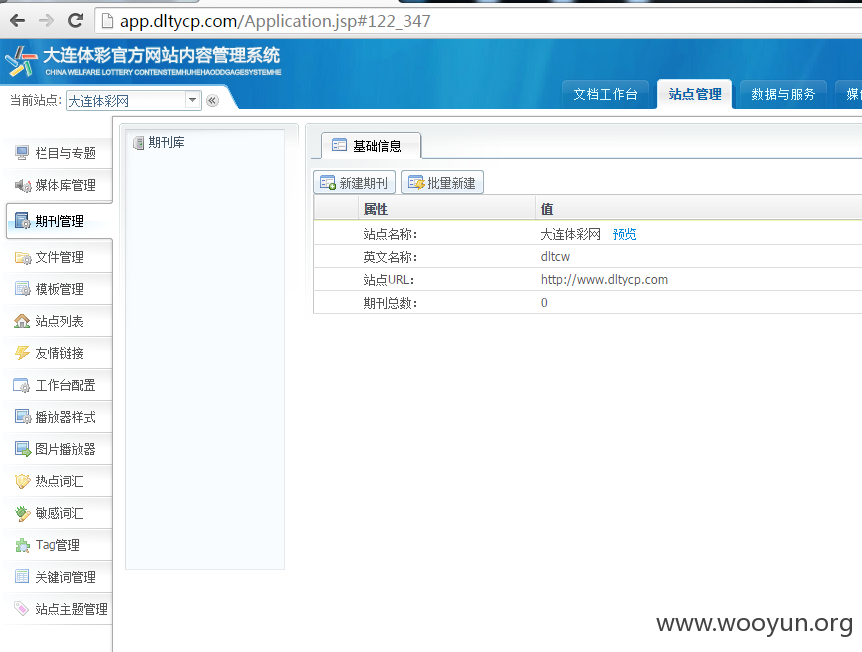 app.dltycp.com/Application.jsp#122_347
大连体彩官方网站内容管理系统
CHINA WELFARE LOTTERY CONTENSTEMHUHEHAODDGAGESYSTEMHE
当前站点: 大连体彩网
文档工作台 站点管理 数据与服务 媒
栏目与专题
媒体库管理
期刊管理
文件管理
模板管理
站点列表
友情链接
工作台配置
播放器样式
图片播放器
热点词汇
敏感词汇
Tag管理
关键词管理
站点主题管理
期刊库
基础信息
新建期刊 批量新建
属性 值
站点名称: 大连体彩网 预览
英文名称: dltcw
站点URL: http://www.dltycp.com
期刊总数: 0
www.wooyun.org